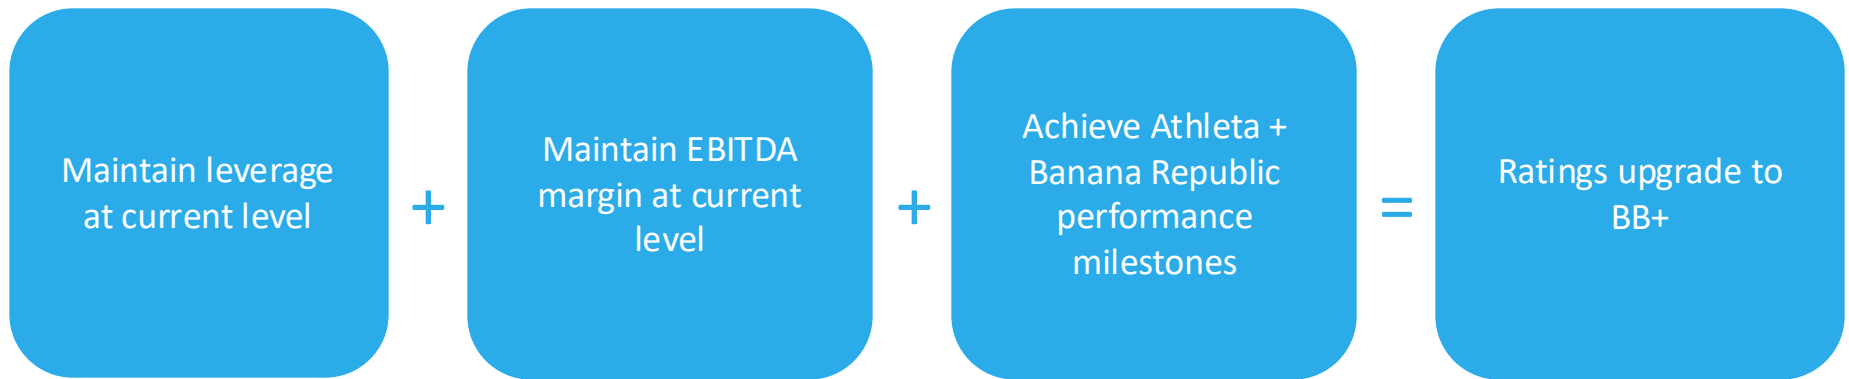 Maintain leverage
at current level
+
Maintain EBITDA
margin at current
level
+
Achieve Athleta +
Banana Republic
performance
milestones
=
Ratings upgrade to
BB+